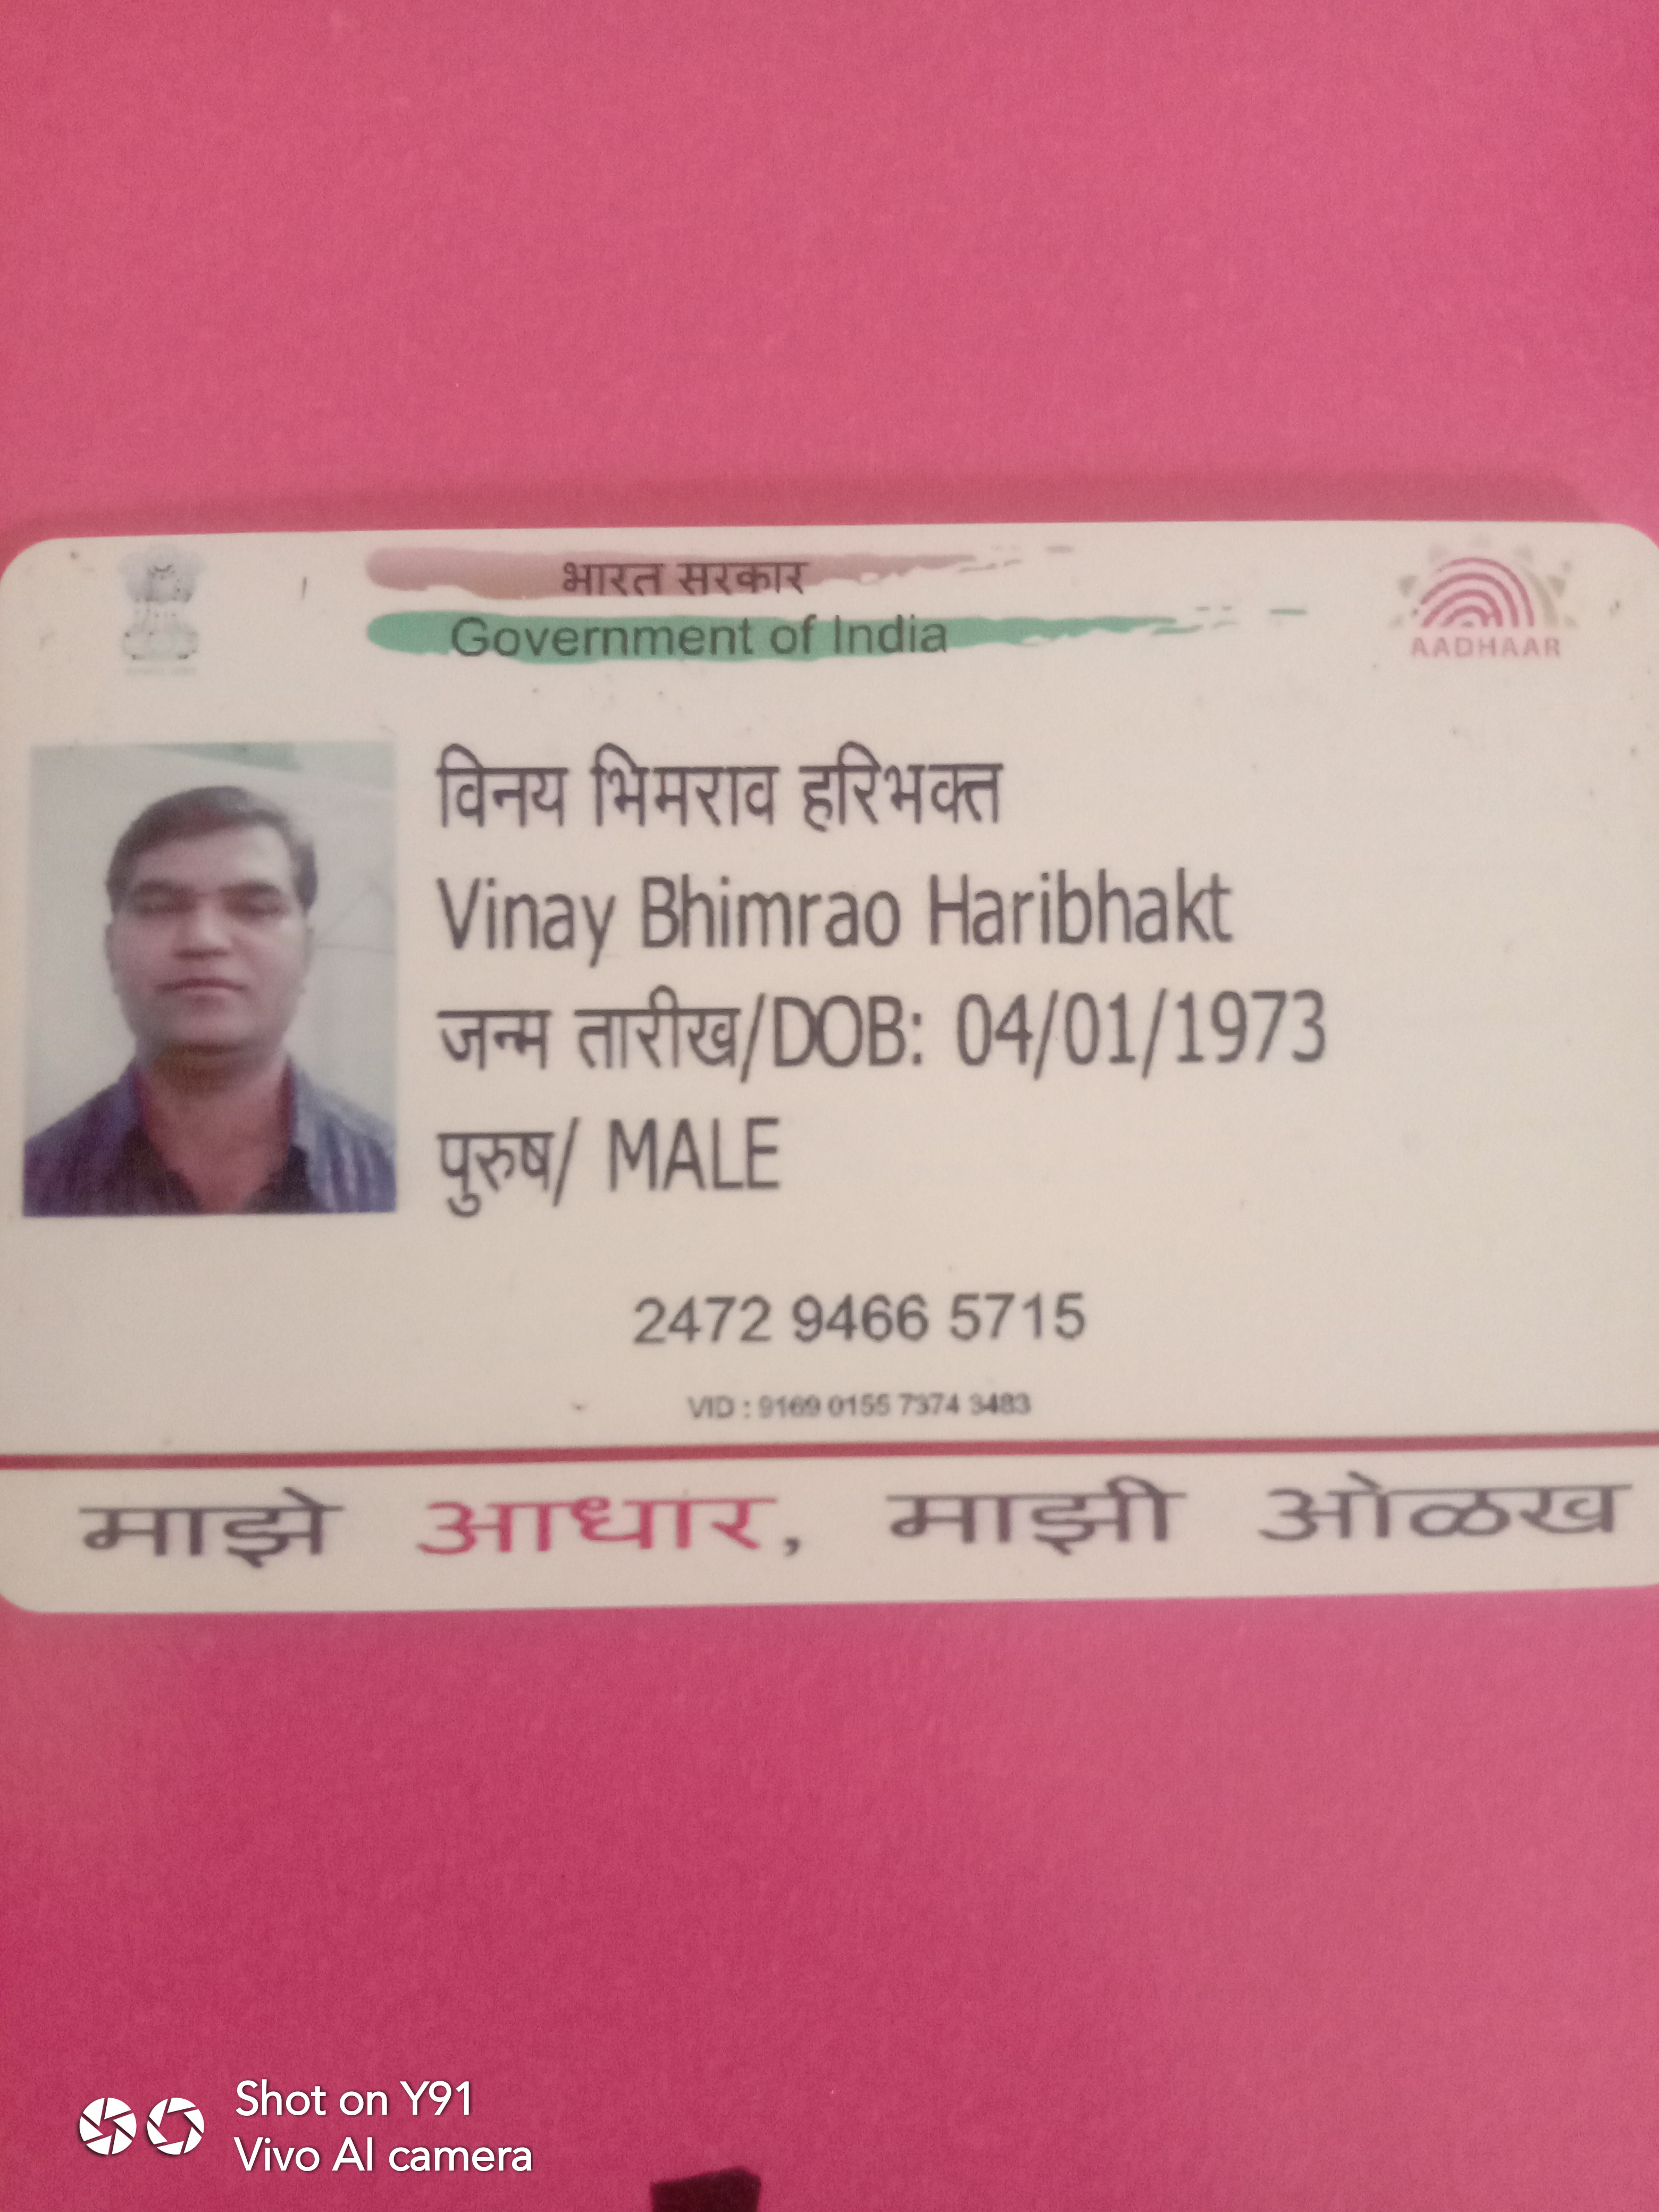 भारत सरकार
Government of India
AADHAAR
विनय भिमराव हरिभक्त
Vinay Bhimrao Haribhakt
जन्म तारीख/DOB: 04/01/1973
पुरुष/ MALE
2472 9466 5715
VID : 9169 0155 7374 3483
माझे आधार, माझी ओळख
Shot on Y91
Vivo AI camera